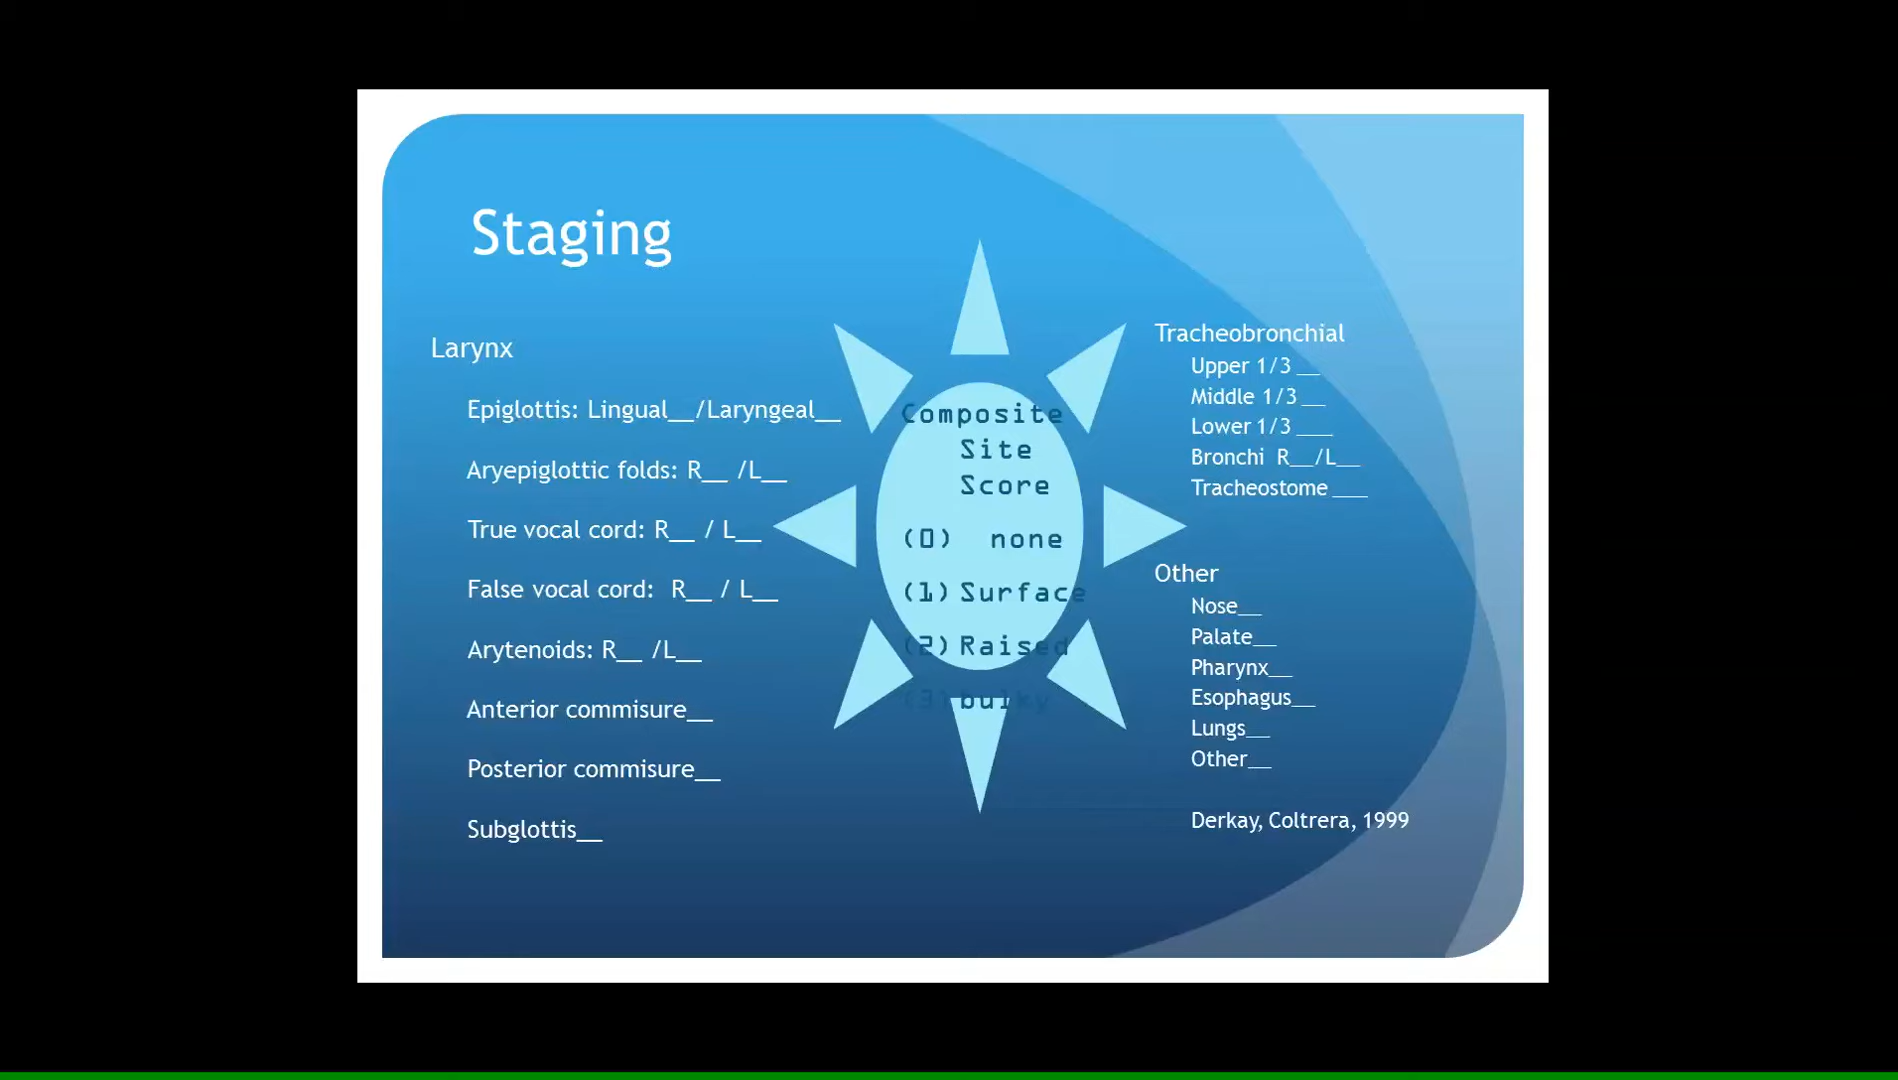 Staging
Larynx
Epiglottis: Lingual__/Laryngeal__
Aryepiglottic folds: R__ /L__
True vocal cord: R__ / L__
False vocal cord: R__ / L__
Arytenoids: R__ /L__
Anterior commisure__
Posterior commisure__
Subglottis__
Composite
Site
Score
(0) none
(1) Surface
(2) Raised
(3) bulky
Tracheobronchial
Upper 1/3 __
Middle 1/3 __
Lower 1/3 ___
Bronchi R__/L__
Tracheostome ___
Other
Nose__
Palate__
Pharynx__
Esophagus__
Lungs__
Other__
Derkay, Coltrera, 1999